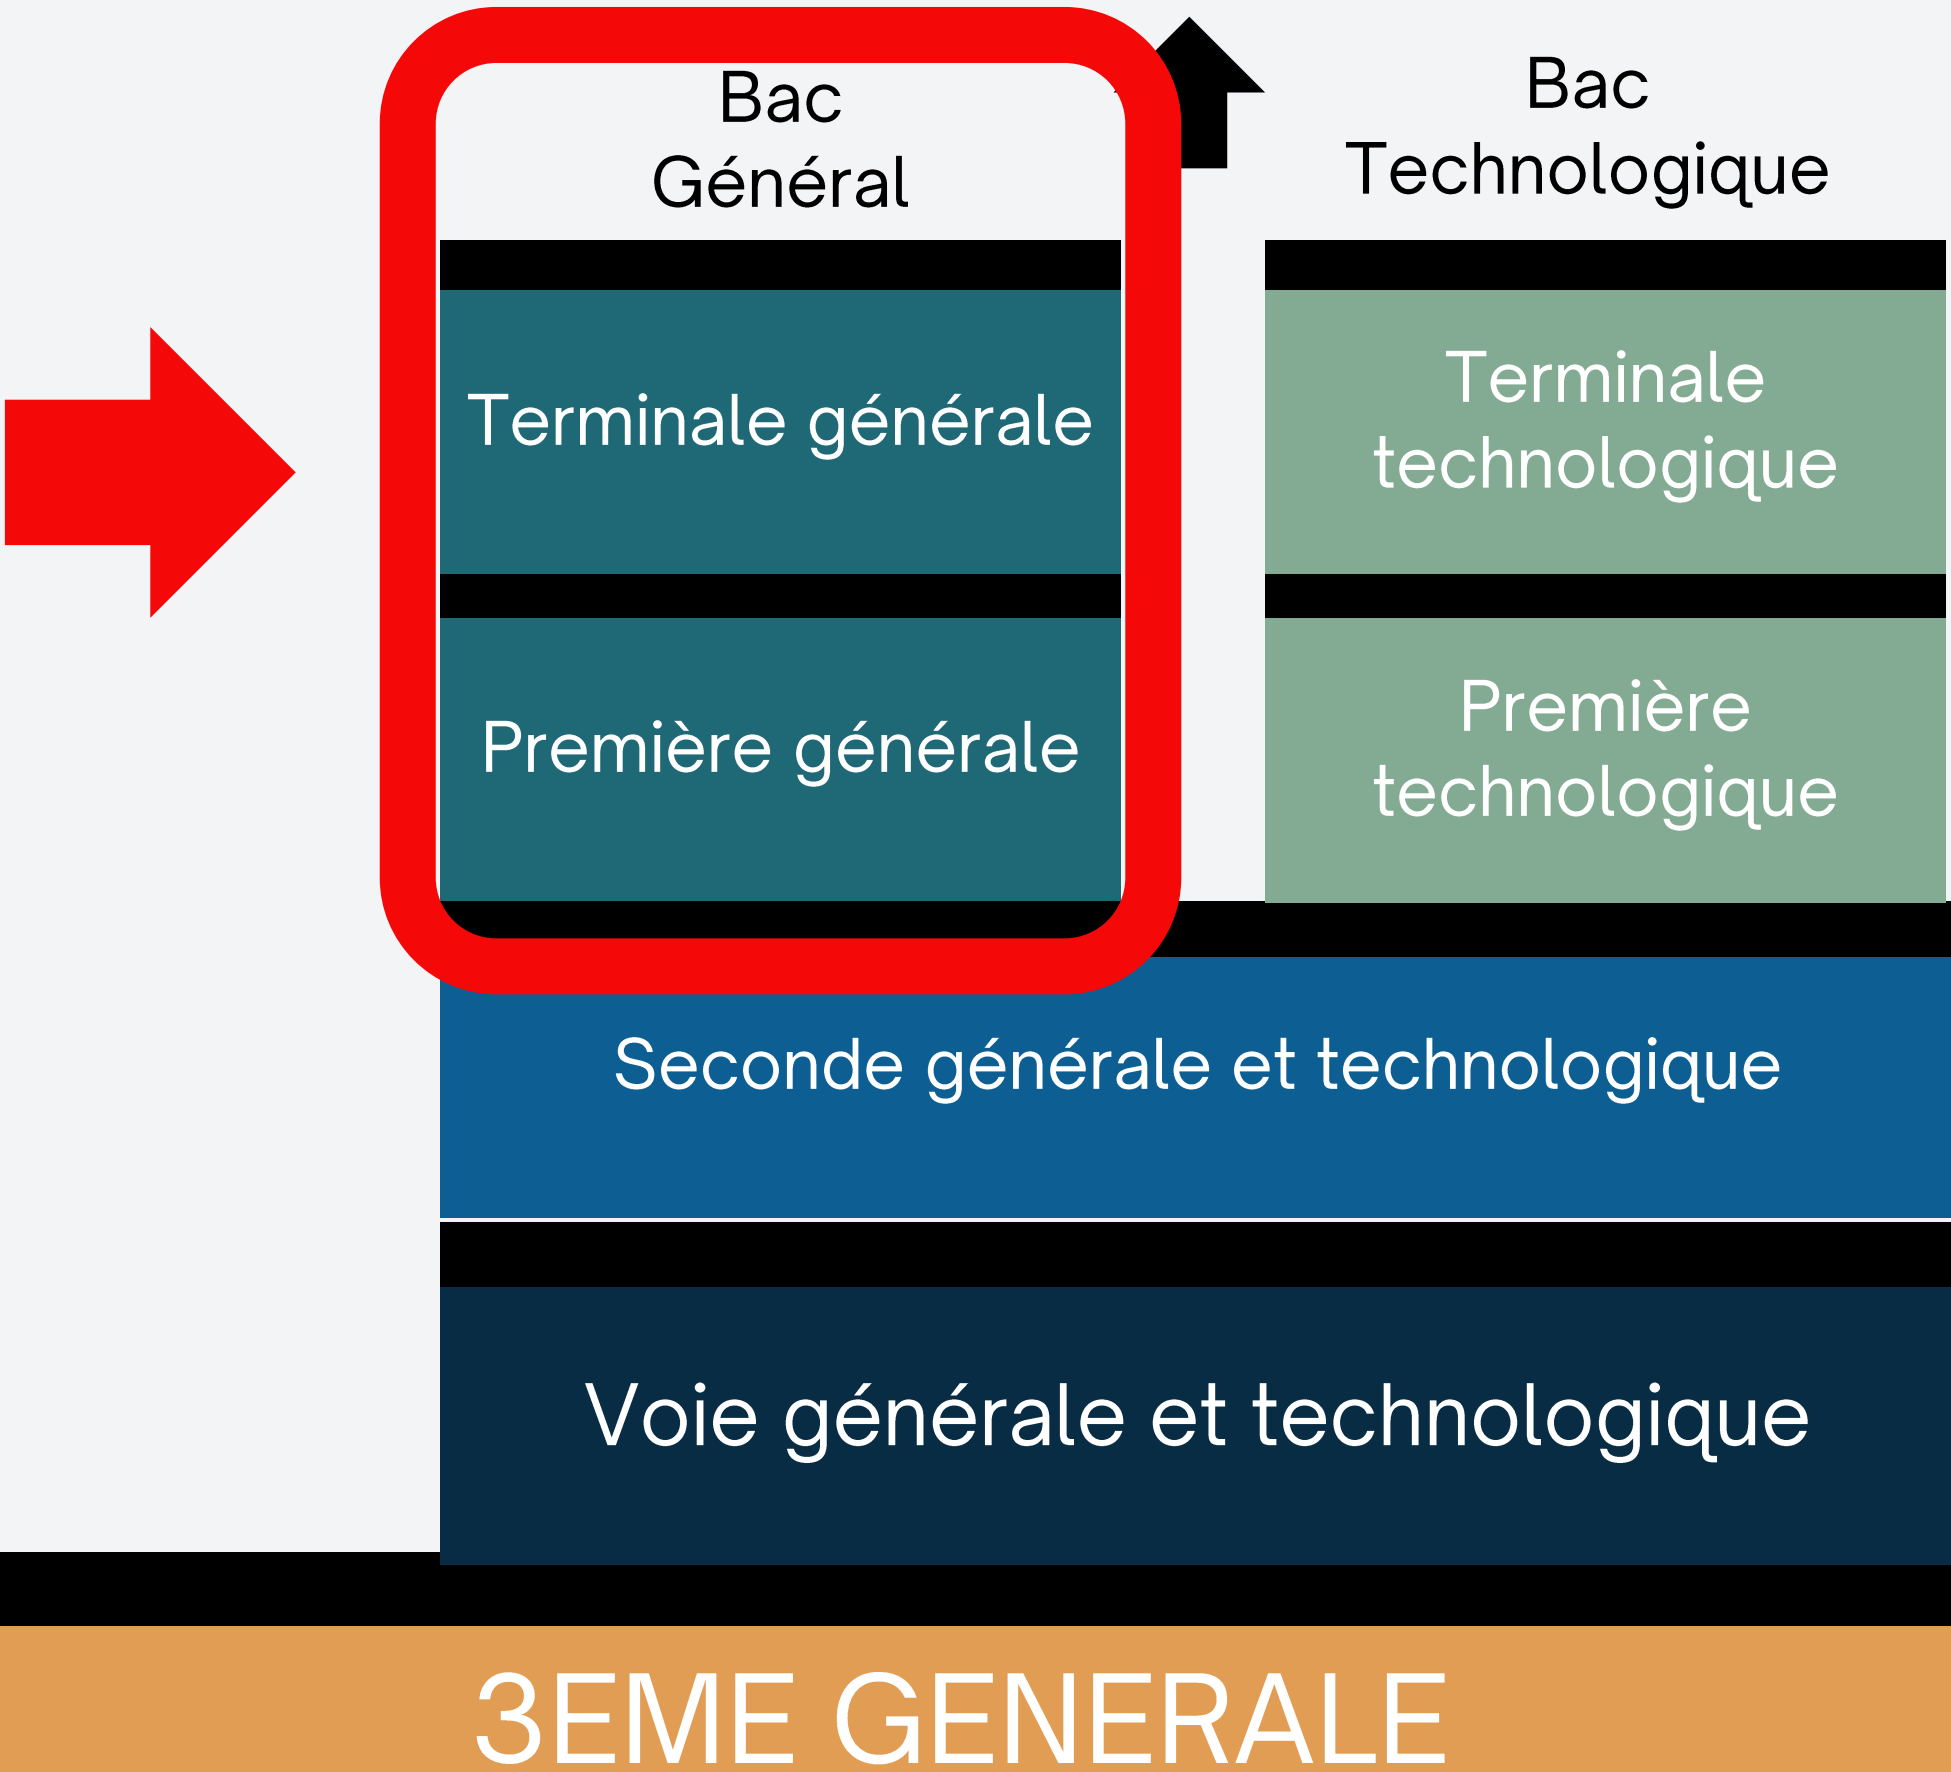 Bac
Général
Bac
Technologique
Terminale générale
Terminale
technologique
Première générale
Première
technologique
Seconde générale et technologique
Voie générale et technologique
3EME GENERALE